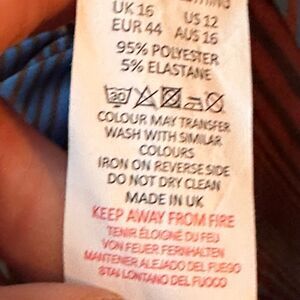 UK 16 US 12
EUR 44 AUS 16
95% POLYESTER
5% ELASTANE
30
COLOUR MAY TRANSFER
WASH WITH SIMILAR
COLOURS
IRON ON REVERSE SIDE
DO NOT DRY CLEAN
MADE IN UK
KEEP AWAY FROM FIRE
TENIR ÉLOIGNÉ DU FEU
VON FEUER FERNHALTEN
MANTENER ALEJADO DEL FUEGO
STAI LONTANO DEL FUOCO